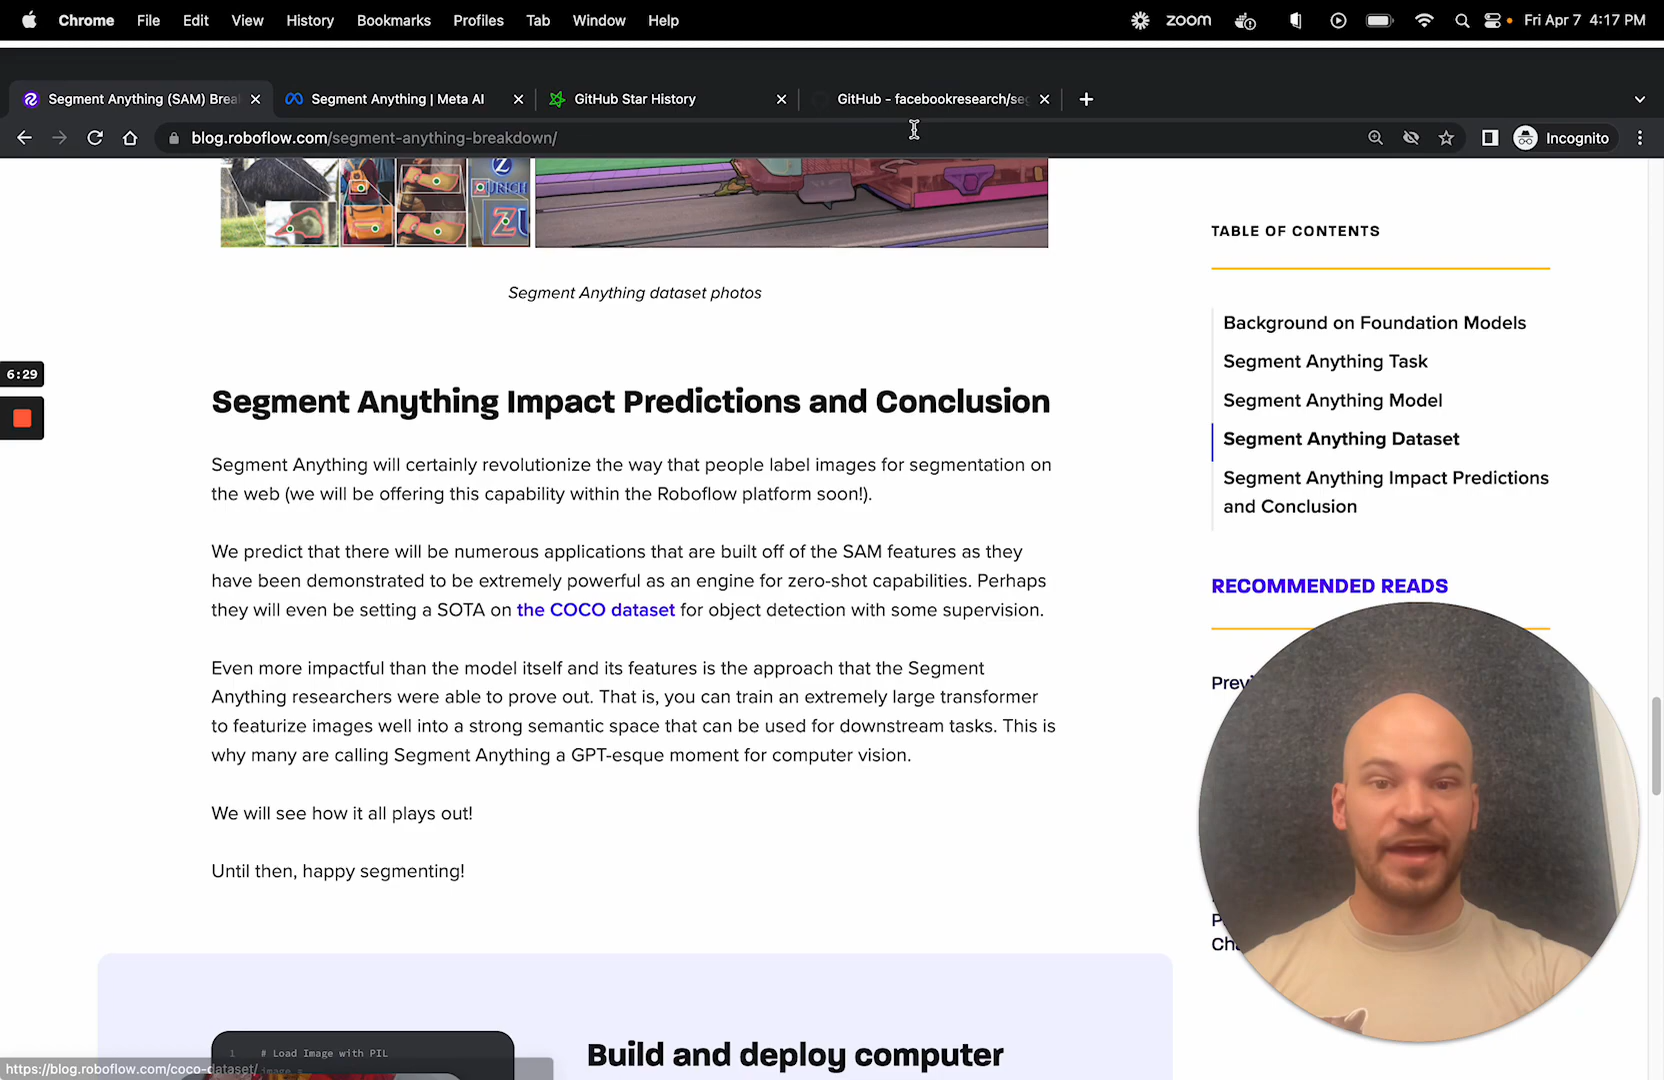 Chrome File Edit View History Bookmarks Profiles Tab Window Help zoom Fri Apr 7 4:17 PM
Segment Anything (SAM) Brea Segment Anything | Meta AI GitHub Star History GitHub - facebookresearch/se
blog.roboflow.com/segment-anything-breakdown/ Incognito
Segment Anything dataset photos
TABLE OF CONTENTS
Background on Foundation Models
Segment Anything Task
Segment Anything Model
Segment Anything Dataset
Segment Anything Impact Predictions
and Conclusion
6:29
Segment Anything Impact Predictions and Conclusion
Segment Anything will certainly revolutionize the way that people label images for segmentation on
the web (we will be offering this capability within the Roboflow platform soon!).
We predict that there will be numerous applications that are built off of the SAM features as they
have been demonstrated to be extremely powerful as an engine for zero-shot capabilities. Perhaps
they will even be setting a SOTA on the COCO dataset for object detection with some supervision.
Even more impactful than the model itself and its features is the approach that the Segment
Anything researchers were able to prove out. That is, you can train an extremely large transformer
to featurize images well into a strong semantic space that can be used for downstream tasks. This is
why many are calling Segment Anything a GPT-esque moment for computer vision.
We will see how it all plays out!
Until then, happy segmenting!
RECOMMENDED READS
Previ
P
Ch
1 # Load Image with PIL
Build and deploy computer
https://blog.roboflow.com/coco-dataset/